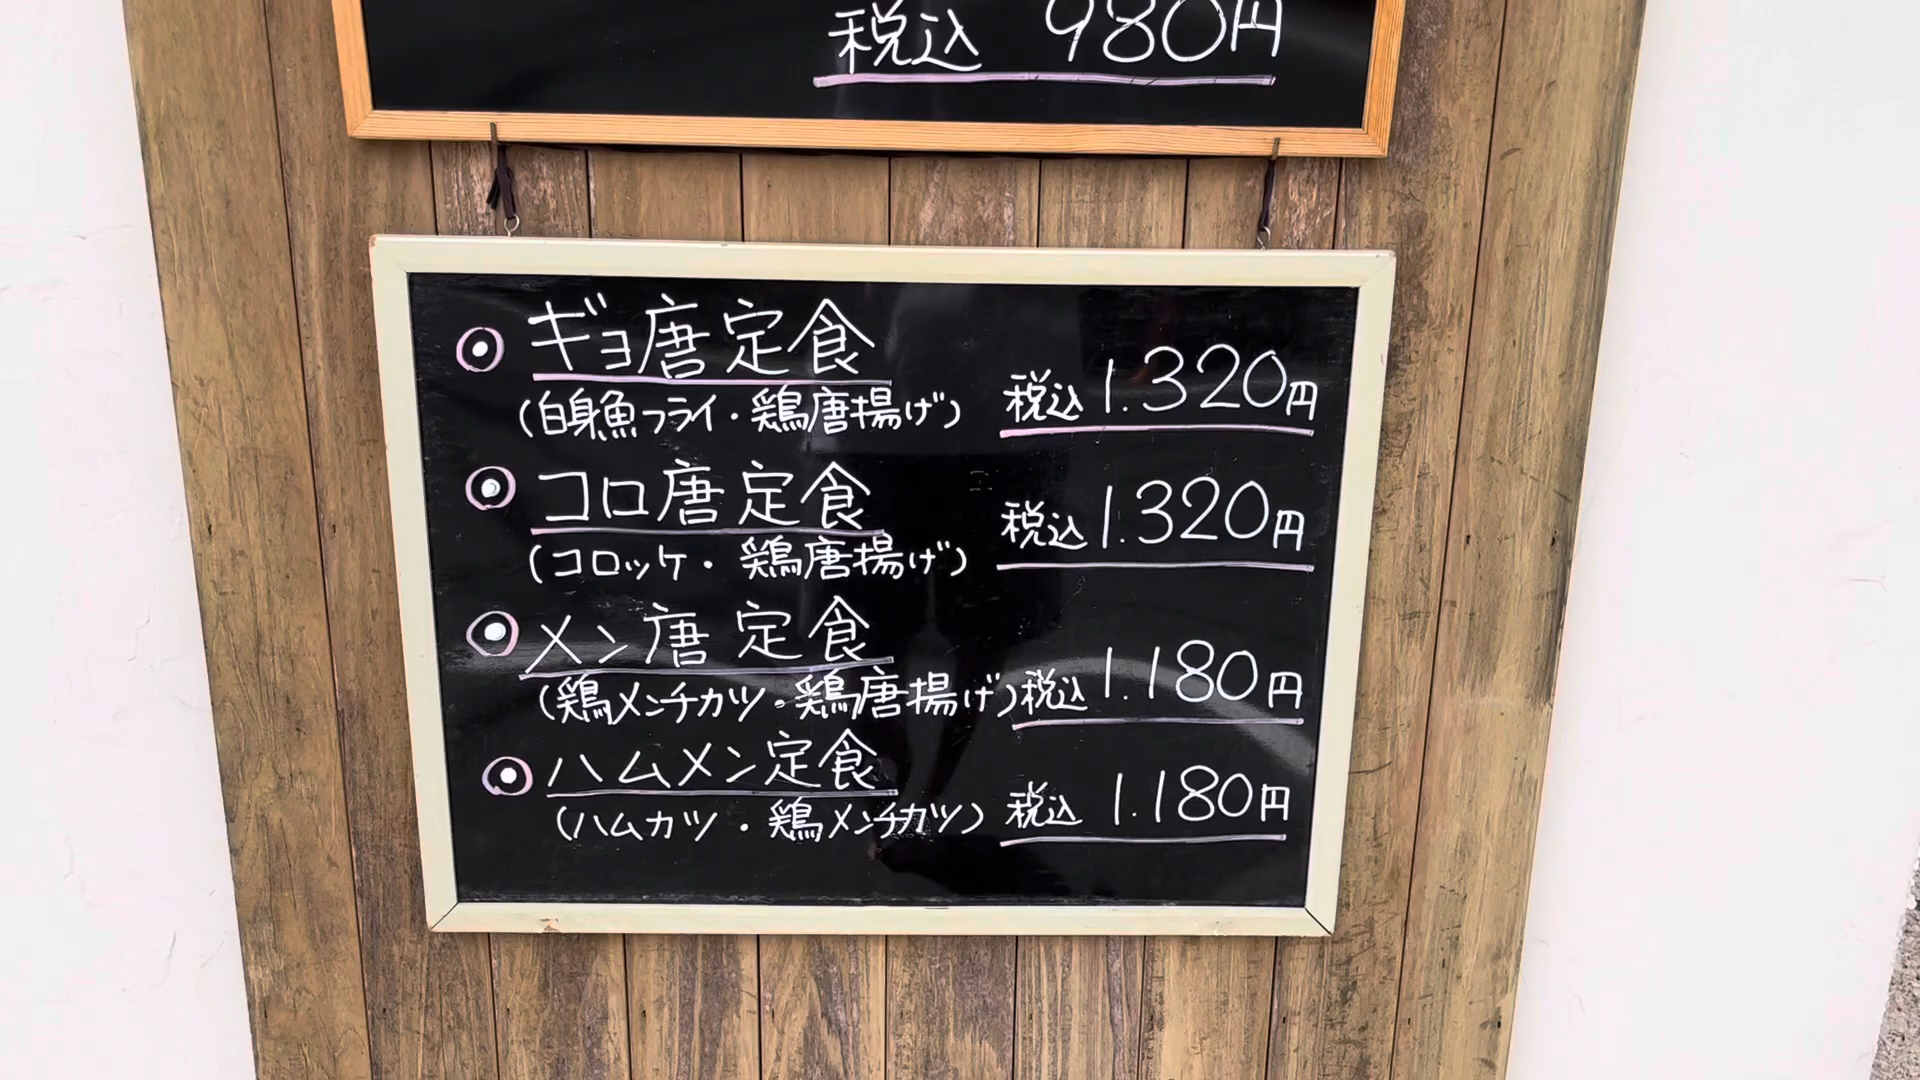 税込 980円
ギョ唐定食
(白身魚フライ・鶏唐揚げ) 税込 1.320円
コロ唐定食
(コロッケ・鶏唐揚げ) 税込 1.320円
メン唐定食
(鶏メンチカツ・鶏唐揚げ) 税込 1.180円
ハムメン定食
(ハムカツ・鶏メンチカツ) 税込 1.180円